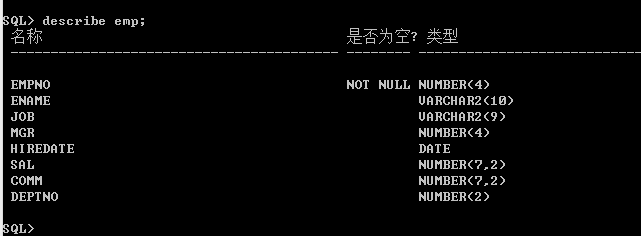 SQL> describe emp;
名称 是否为空? 类型
----------------------------------------- -------- ----------------------------
EMPNO NOT NULL NUMBER(4)
ENAME VARCHAR2(10)
JOB VARCHAR2(9)
MGR NUMBER(4)
HIREDATE DATE
SAL NUMBER(7,2)
COMM NUMBER(7,2)
DEPTNO NUMBER(2)
SQL>